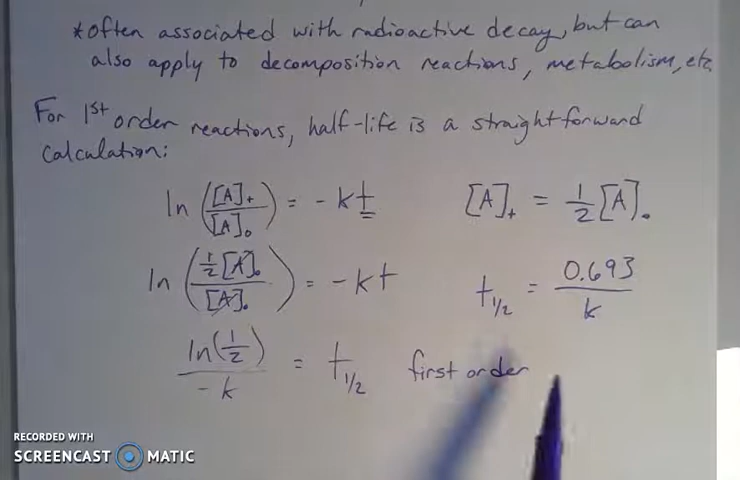 *often associated with radioactive decay, but can
also apply to decomposition reactions, metabolism, etc.
For 1st order reactions, half-life is a straightforward
calculation:
ln([A]t/[A]0) = -kt
[A]t = 1/2[A]0
ln(1/2[A]0/[A]0) = -kt
t1/2 = 0.693/k
ln(1/2)/-k = t1/2 first order
RECORDED WITH
SCREENCAST MATIC